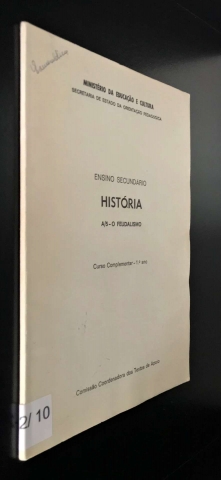 MINISTÉRIO DA EDUCAÇÃO E CULTURA
SECRETARIA DE ESTADO DA ORIENTAÇÃO PEDAGÓGICA
ENSINO SECUNDÁRIO
HISTÓRIA
A/5 - O FEUDALISMO
Curso Complementar - 1.º ano
Comissão Coordenadora dos Textos de Apoio
2/ 10